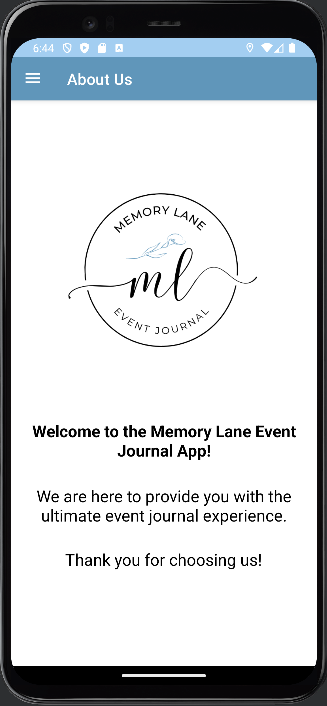 6:44
About Us
MEMORY LANE
ml
EVENT JOURNAL
Welcome to the Memory Lane Event
Journal App!
We are here to provide you with the
ultimate event journal experience.
Thank you for choosing us!